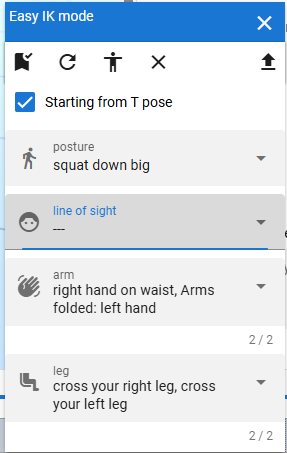 Easy IK mode
Starting from T pose
posture
squat down big
line of sight
---
arm
right hand on waist, Arms
folded: left hand
2 / 2
leg
cross your right leg, cross
your left leg
2 / 2